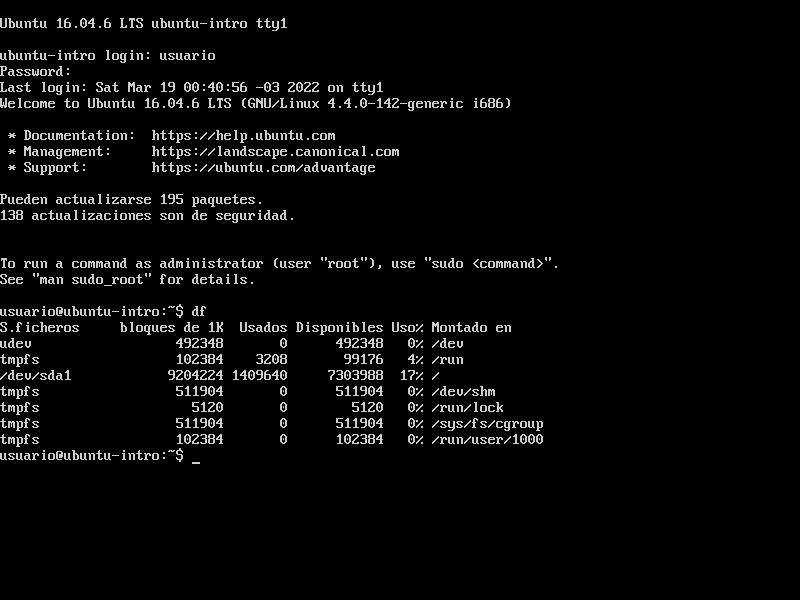 Ubuntu 16.04.6 LTS ubuntu-intro tty1
ubuntu-intro login: usuario
Password:
Last login: Sat Mar 19 00:40:56 -03 2022 on tty1
Welcome to Ubuntu 16.04.6 LTS (GNU/Linux 4.4.0-142-generic i686)
 * Documentation:  https://help.ubuntu.com
 * Management:     https://landscape.canonical.com
 * Support:        https://ubuntu.com/advantage
Pueden actualizarse 195 paquetes.
138 actualizaciones son de seguridad.
To run a command as administrator (user "root"), use "sudo <command>".
See "man sudo_root" for details.
usuario@ubuntu-intro:~$ df
S.ficheros     bloques de 1K  Usados Disponibles Uso% Montado en
udev                  492348       0      492348   0% /dev
tmpfs                 102384    3208       99176   4% /run
/dev/sda1            9204224 1409640     7303988  17% /
tmpfs                 511904       0      511904   0% /dev/shm
tmpfs                   5120       0        5120   0% /run/lock
tmpfs                 511904       0      511904   0% /sys/fs/cgroup
tmpfs                 102384       0      102384   0% /run/user/1000
usuario@ubuntu-intro:~$ _